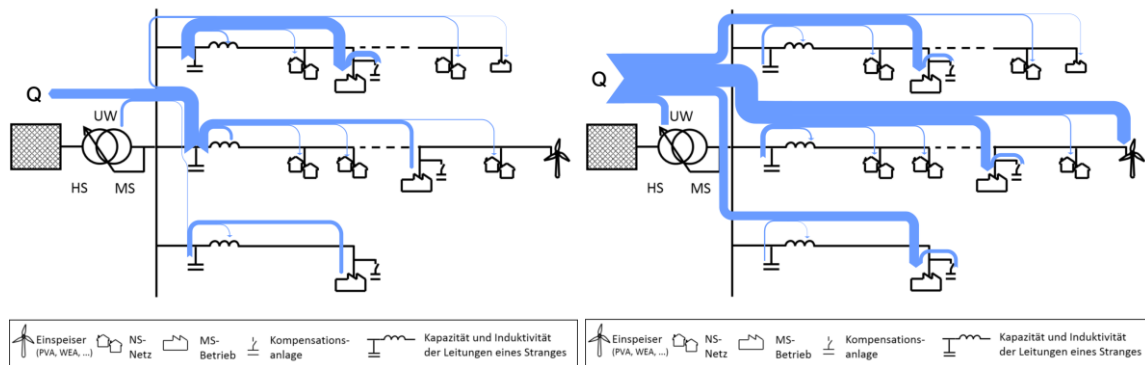 Q
UW
HS MS
Einspeiser
(PVA, WEA, ...)
NS-
Netz
MS-
Betrieb
Kompensations-
anlage
Kapazität und Induktivität
der Leitungen eines Stranges
Q
UW
HS MS
Einspeiser
(PVA, WEA, ...)
NS-
Netz
MS-
Betrieb
Kompensations-
anlage
Kapazität und Induktivität
der Leitungen eines Stranges